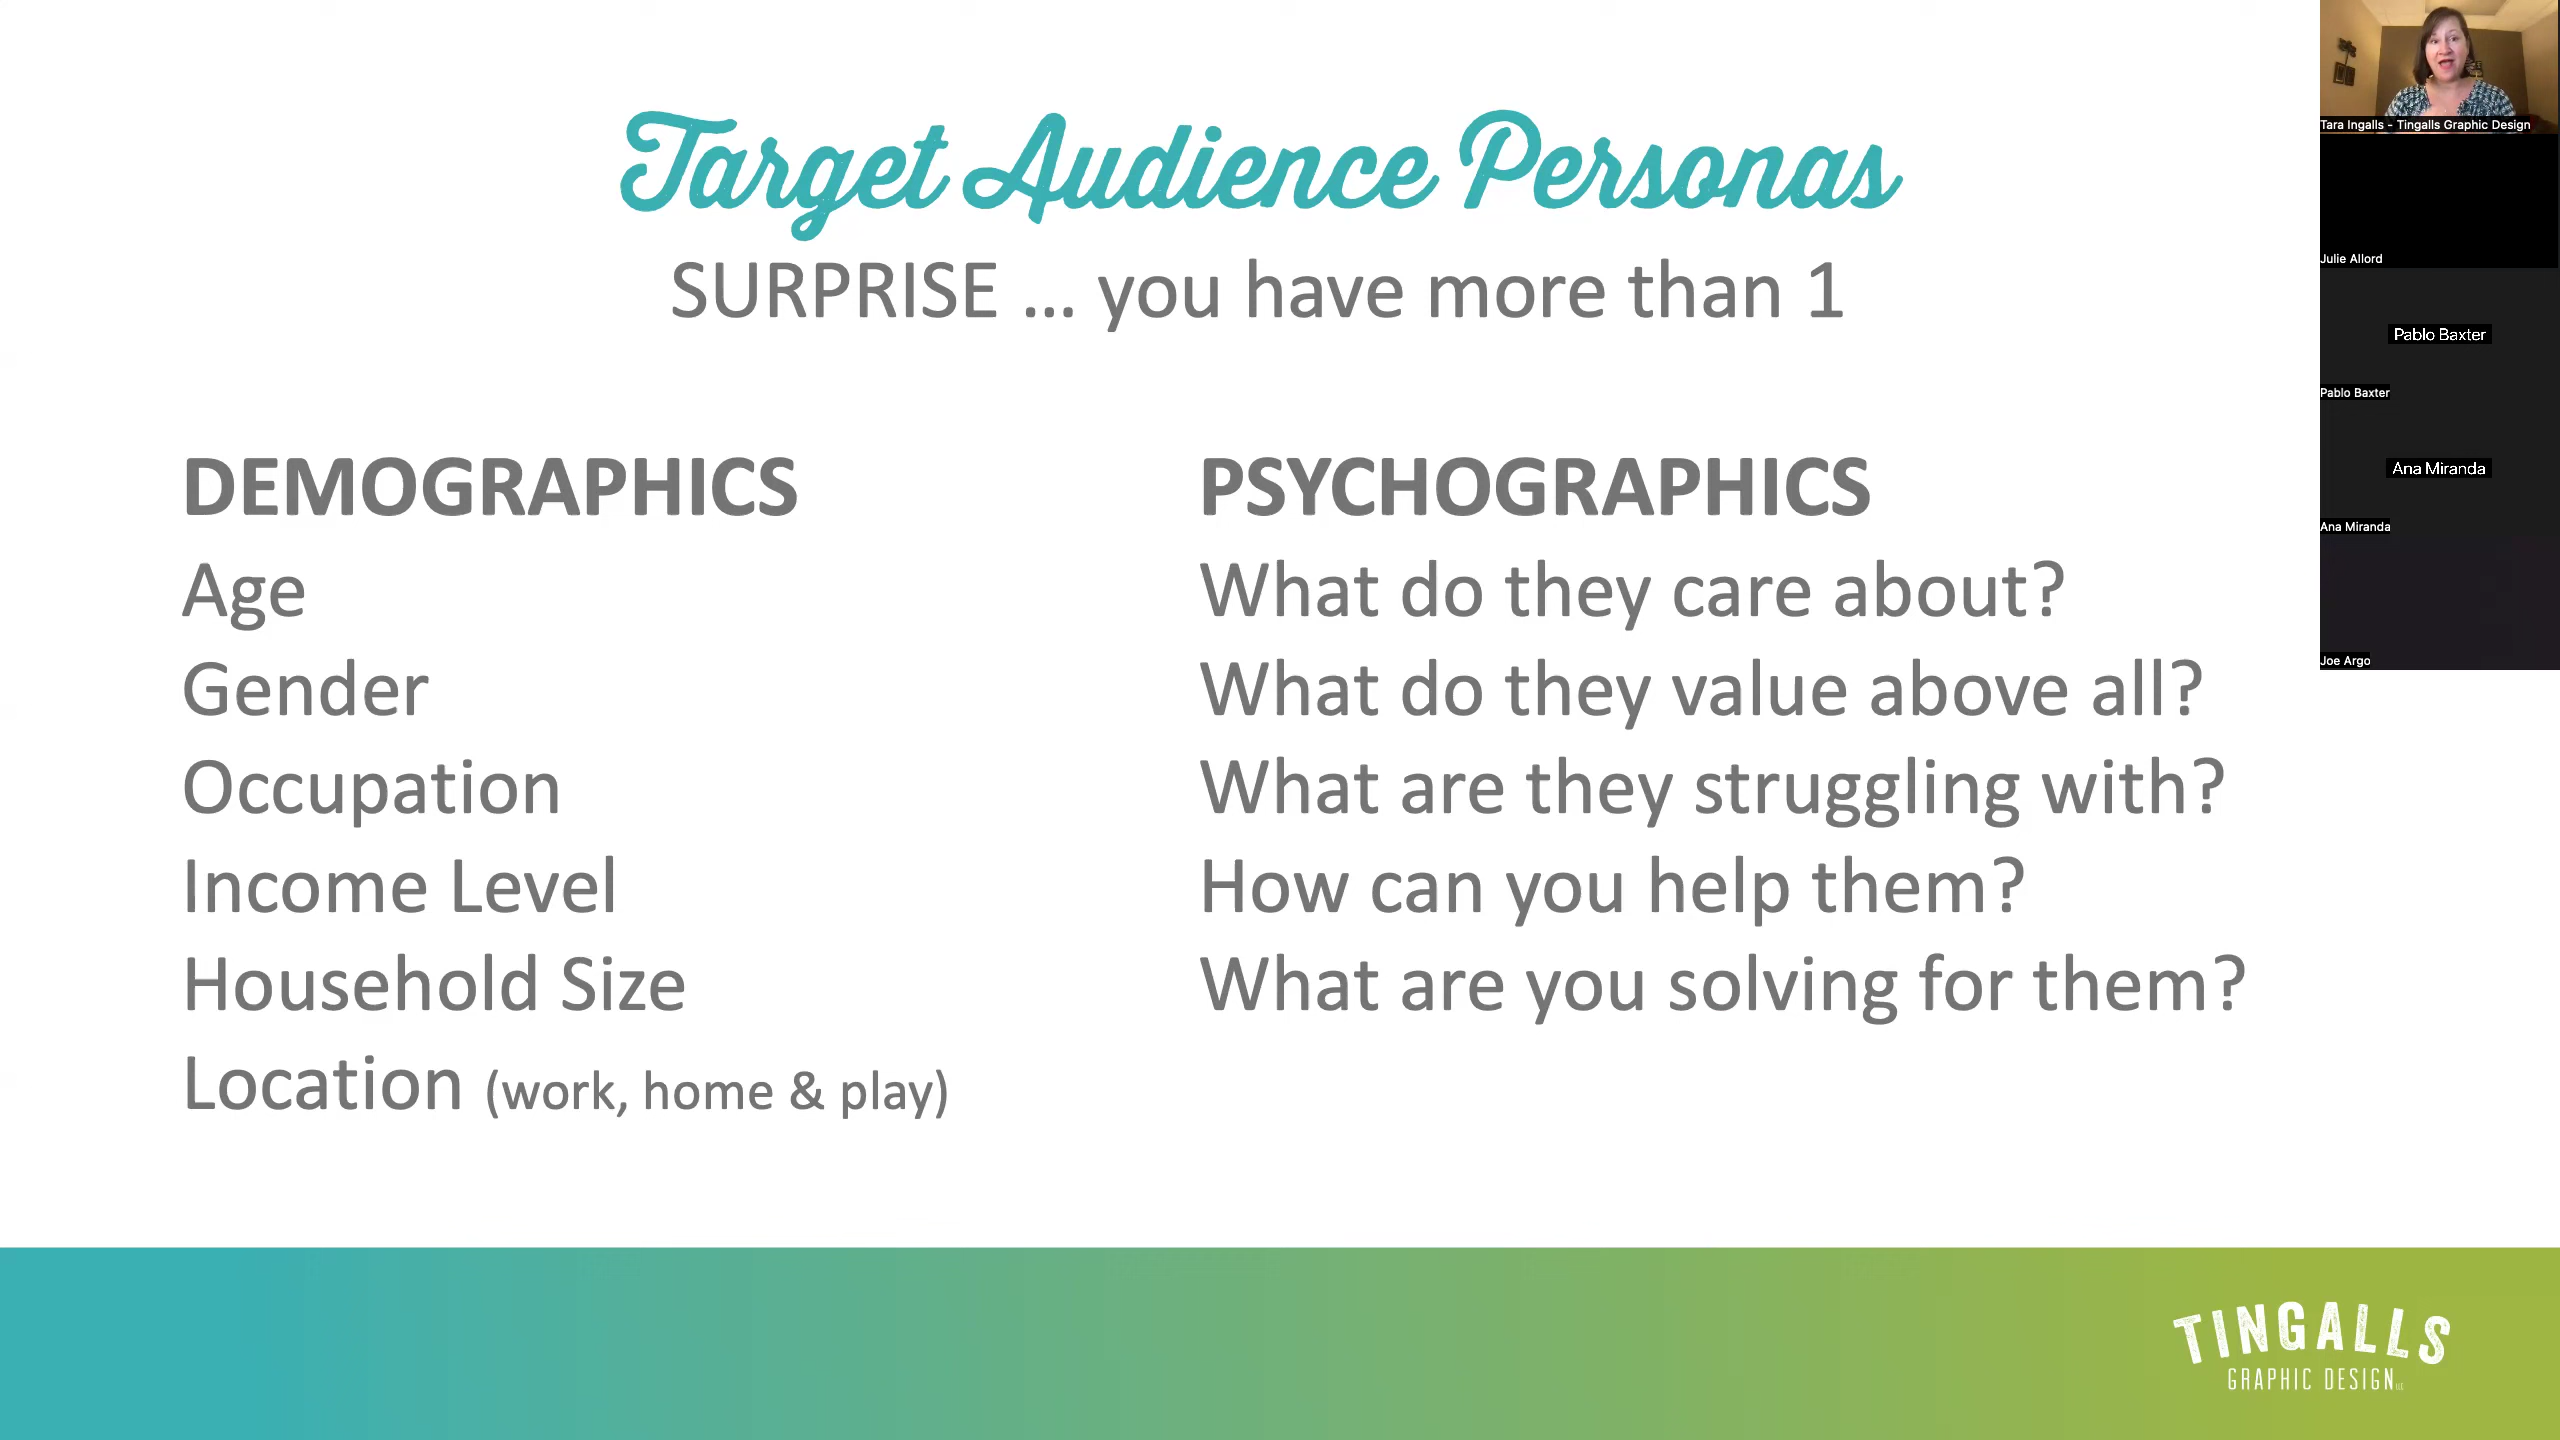 Target Audience Personas
SURPRISE ... you have more than 1
DEMOGRAPHICS
Age
Gender
Occupation
Income Level
Household Size
Location (work, home & play)
PSYCHOGRAPHICS
What do they care about?
What do they value above all?
What are they struggling with?
How can you help them?
What are you solving for them?
Tara Ingalls - Tingalls Graphic Design
Julie Allord
Pablo Baxter
Pablo Baxter
Ana Miranda
Ana Miranda
Joe Argo
TINGALLS
GRAPHIC DESIGN LLC